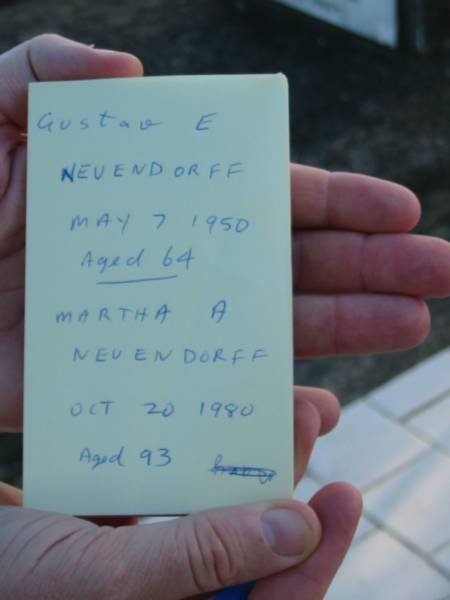 Gustav E
NEUENDORFF
MAY 7 1950
Aged 64
MARTHA A
NEUENDORFF
OCT 20 1980
Aged 93